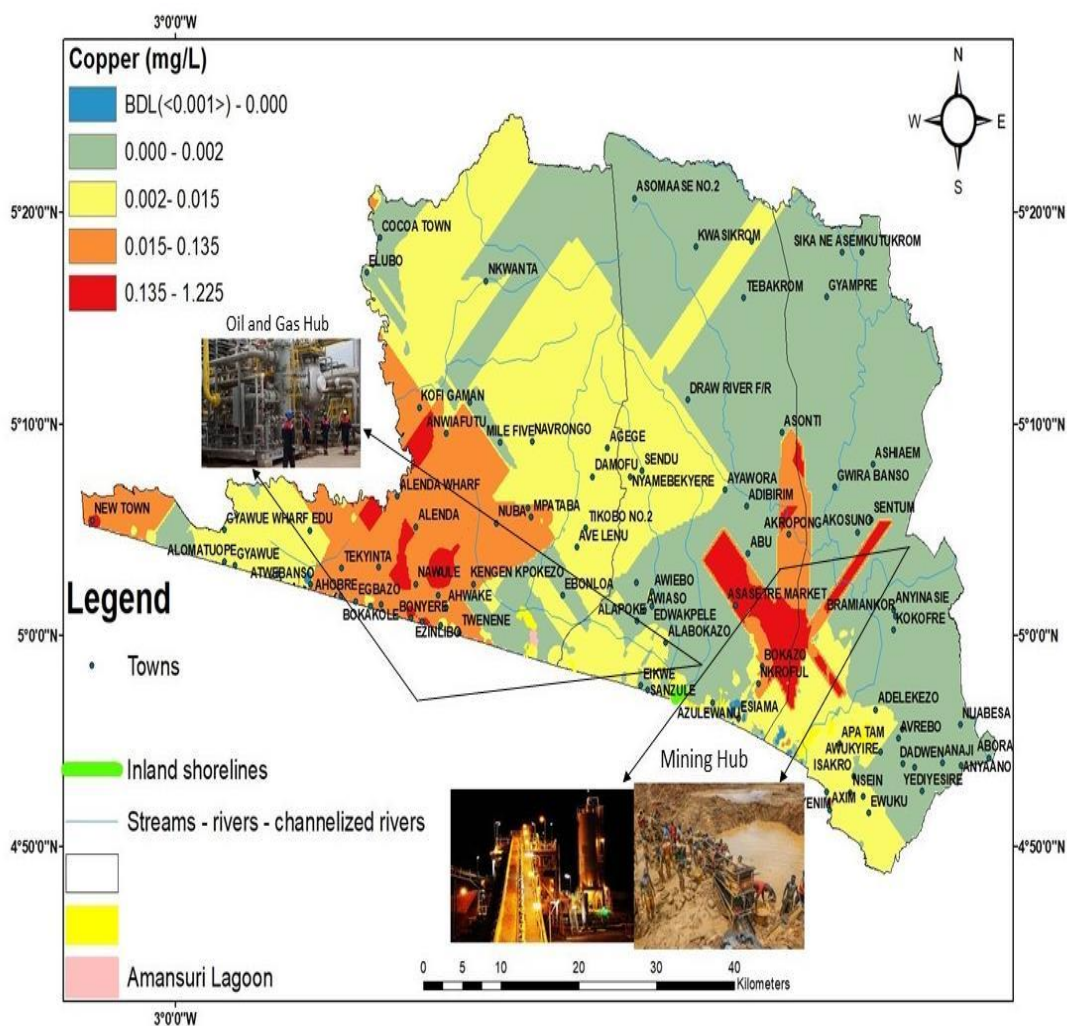 3°0'0"W
Copper (mg/L)
BDL(<0.001>) - 0.000
0.000 - 0.002
0.002- 0.015
0.015- 0.135
0.135 - 1.225
N
W E
S
5°20'0"N
5°20'0"N
ASOMAASE NO.2
COCOA TOWN
KWASIKROM
SIKA NE ASEMKUTUKROM
ELUBO
NKWANTA
TEBAKROM
GYAMPRE
Oil and Gas Hub
DRAW RIVER F/R
KOFI GAMAN
5°10'0"N
5°10'0"N
ANWIAFUTU
MILE FIVE
NAVRONGO
AGEGE
ASONTI
DAMOFU
SENDU
ASHIAEM
NYAMEBEKYERE
AYAWORA
GWIRA BANSO
ALENDA WHARF
ADIBIRIM
NEW TOWN
NUBA
MPATABA
SENTUM
GYAWUE WHARF EDU
ALENDA
TIKOBO NO.2
AKROPONG
AKOSUNO
AVE LENU
ABU
ALOMATUOPE
GYAWUE
TEKYINTA
ATWEBANSO
NAWULE
KENGEN KPOKEZO
EBONLOA
AWIEBO
Legend
AHOBRE
EGBAZO
AHWAKE
AWIASO
ASASETRE MARKET
BRAMIANKOR
ANYINASIE
BOKAKOLE
BONYERE
ALAPOKE
EDWAKPELE
KOKOFRE
5°0'0"N
5°0'0"N
EZINLIBO
TWENENE
ALABOKAZO
Towns
BOKAZO
EIKWE
NKROFUL
SANZULE
ADELEKEZO
AZULEWANU
ESIAMA
NUABESA
APA TAM
AVREBO
AWUKYIRE
DADWEN
ANAJI
ABORA
Inland shorelines
Mining Hub
ISAKRO
ANYAANO
NSEIN
YEDIYESIRE
AXIM
EWUKU
Streams - rivers - channelized rivers
4°50'0"N
4°50'0"N
Amansuri Lagoon
0 5 10 20 30 40
Kilometers
3°0'0"W